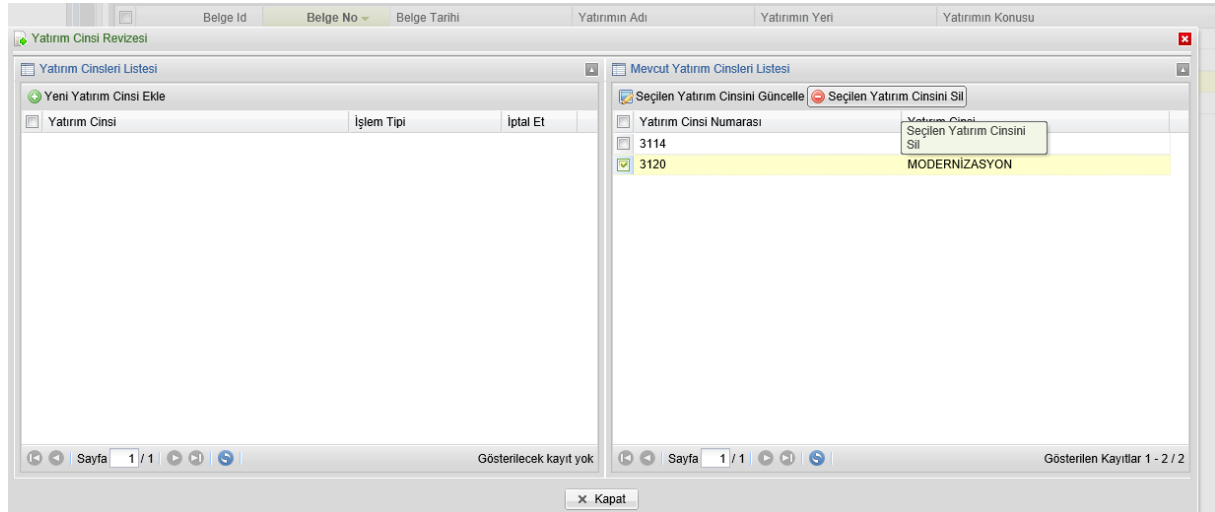 Belge Id Belge No Belge Tarihi Yatırımın Adı Yatırımın Yeri Yatırımın Konusu
Yatırım Cinsi Revizesi
Yatırım Cinsleri Listesi
Yeni Yatırım Cinsi Ekle
Yatırım Cinsi İşlem Tipi İptal Et
Sayfa 1 / 1 Gösterilecek kayıt yok
Mevcut Yatırım Cinsleri Listesi
Seçilen Yatırım Cinsini Güncelle Seçilen Yatırım Cinsini Sil
Yatırım Cinsi Numarası Yatırım Cinsi
Seçilen Yatırım Cinsini
Sil
3114
3120 MODERNİZASYON
Sayfa 1 / 1 Gösterilen Kayıtlar 1 - 2 / 2
Kapat